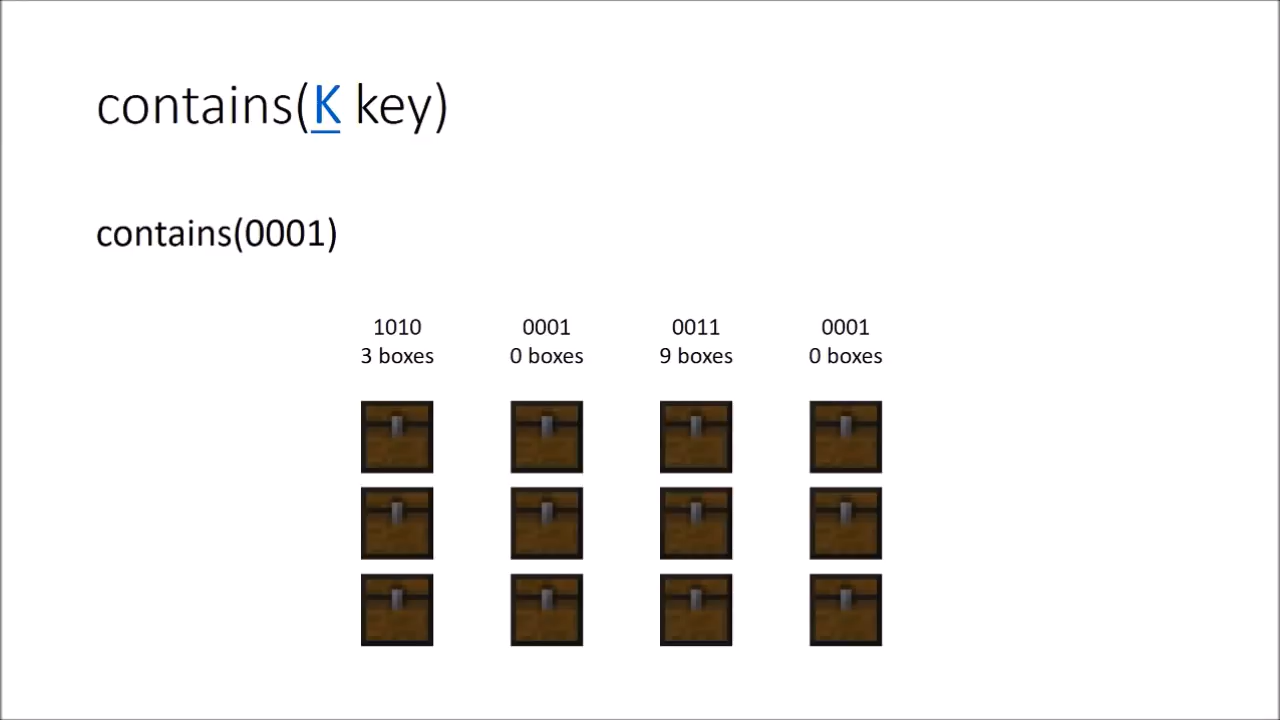 contains(K key)
contains(0001)
1010 0001 0011 0001
3 boxes 0 boxes 9 boxes 0 boxes